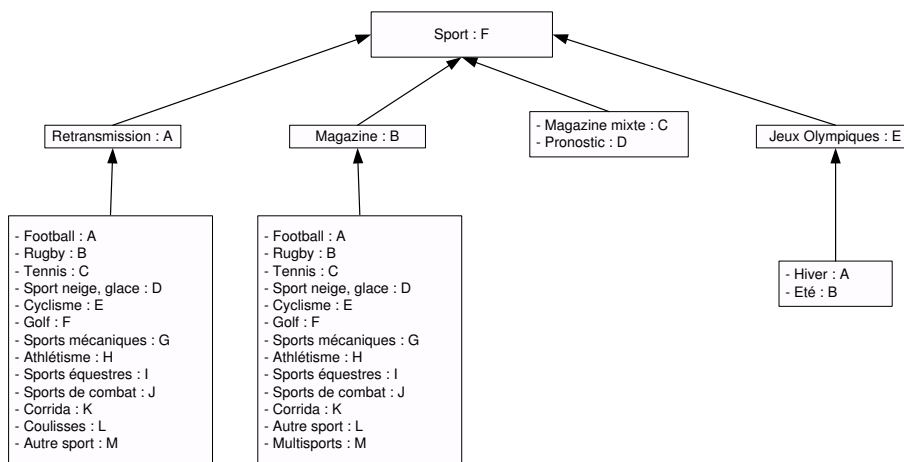 Sport : F
Retransmission : A
Magazine : B
- Magazine mixte : C
- Pronostic : D
Jeux Olympiques : E
- Football : A
- Rugby : B
- Tennis : C
- Sport neige, glace : D
- Cyclisme : E
- Golf : F
- Sports mécaniques : G
- Athlétisme : H
- Sports équestres : I
- Sports de combat : J
- Corrida : K
- Coulisses : L
- Autre sport : M
- Football : A
- Rugby : B
- Tennis : C
- Sport neige, glace : D
- Cyclisme : E
- Golf : F
- Sports mécaniques : G
- Athlétisme : H
- Sports équestres : I
- Sports de combat : J
- Corrida : K
- Autre sport : L
- Multisports : M
- Hiver : A
- Eté : B